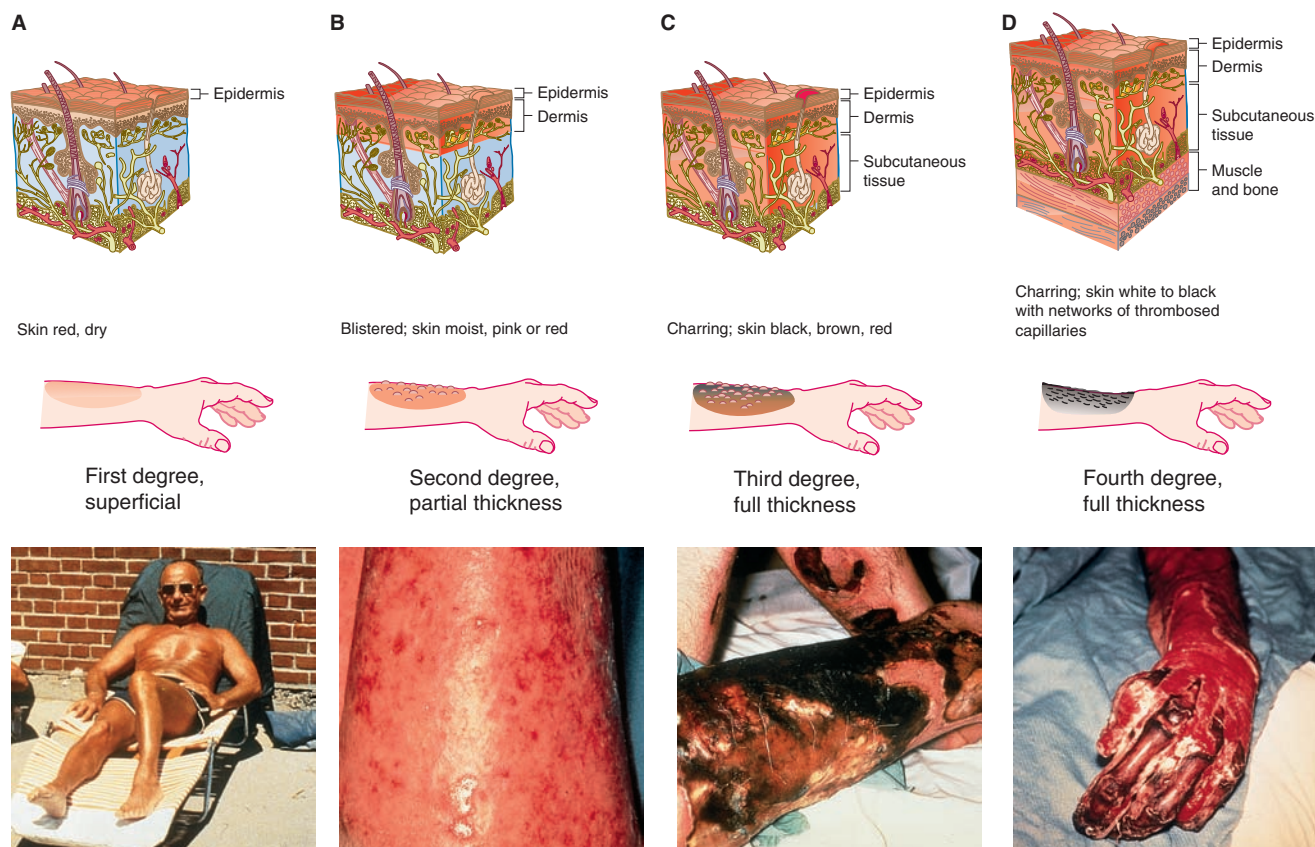 A
Epidermis
Skin red, dry
First degree,
superficial
B
Epidermis
Dermis
Blistered; skin moist, pink or red
Second degree,
partial thickness
C
Epidermis
Dermis
Subcutaneous
tissue
Charring; skin black, brown, red
Third degree,
full thickness
D
Epidermis
Dermis
Subcutaneous
tissue
Muscle
and bone
Charring; skin white to black
with networks of thrombosed
capillaries
Fourth degree,
full thickness